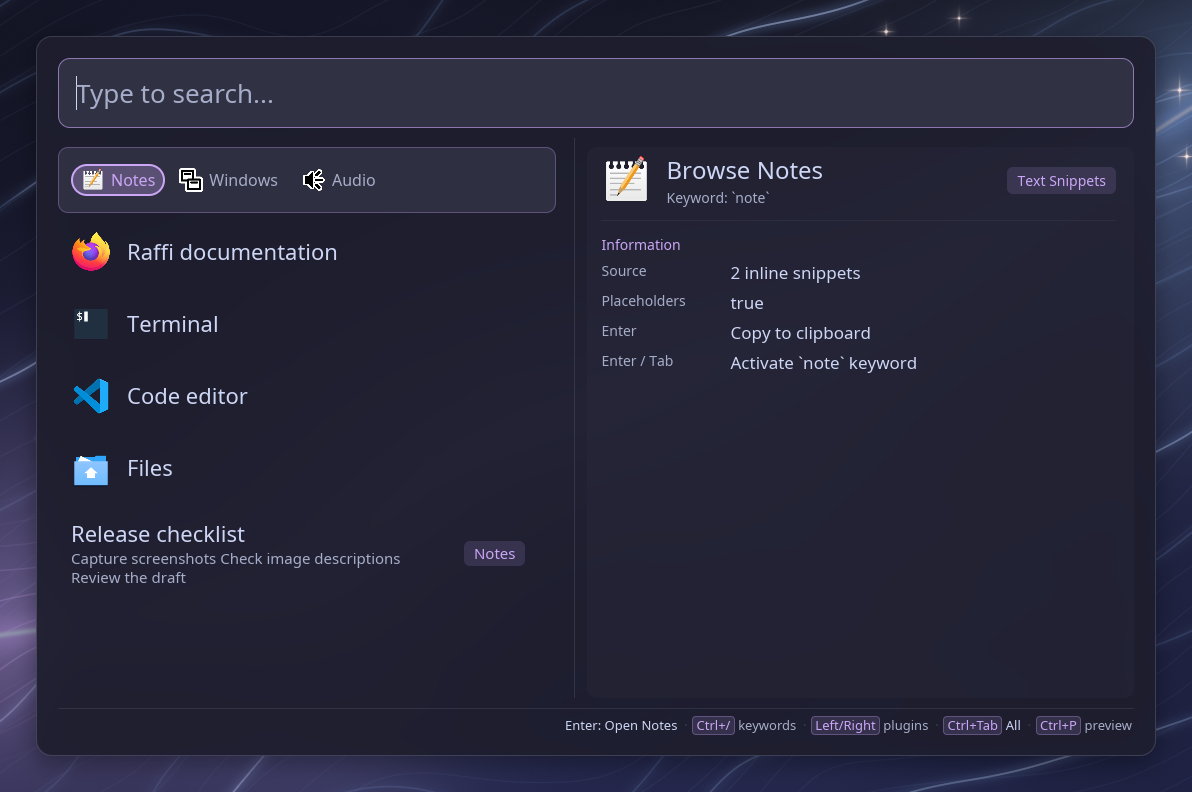 Type to search...
Notes Windows Audio
Raffi documentation
$
Terminal
Code editor
Files
Release checklist
Capture screenshots Check image descriptions
Review the draft
Notes
Browse Notes
Keyword: `note`
Text Snippets
Information
Source 2 inline snippets
Placeholders true
Enter Copy to clipboard
Enter / Tab Activate `note` keyword
Enter: Open Notes · Ctrl+/ keywords · Left/Right plugins · Ctrl+Tab All · Ctrl+P preview